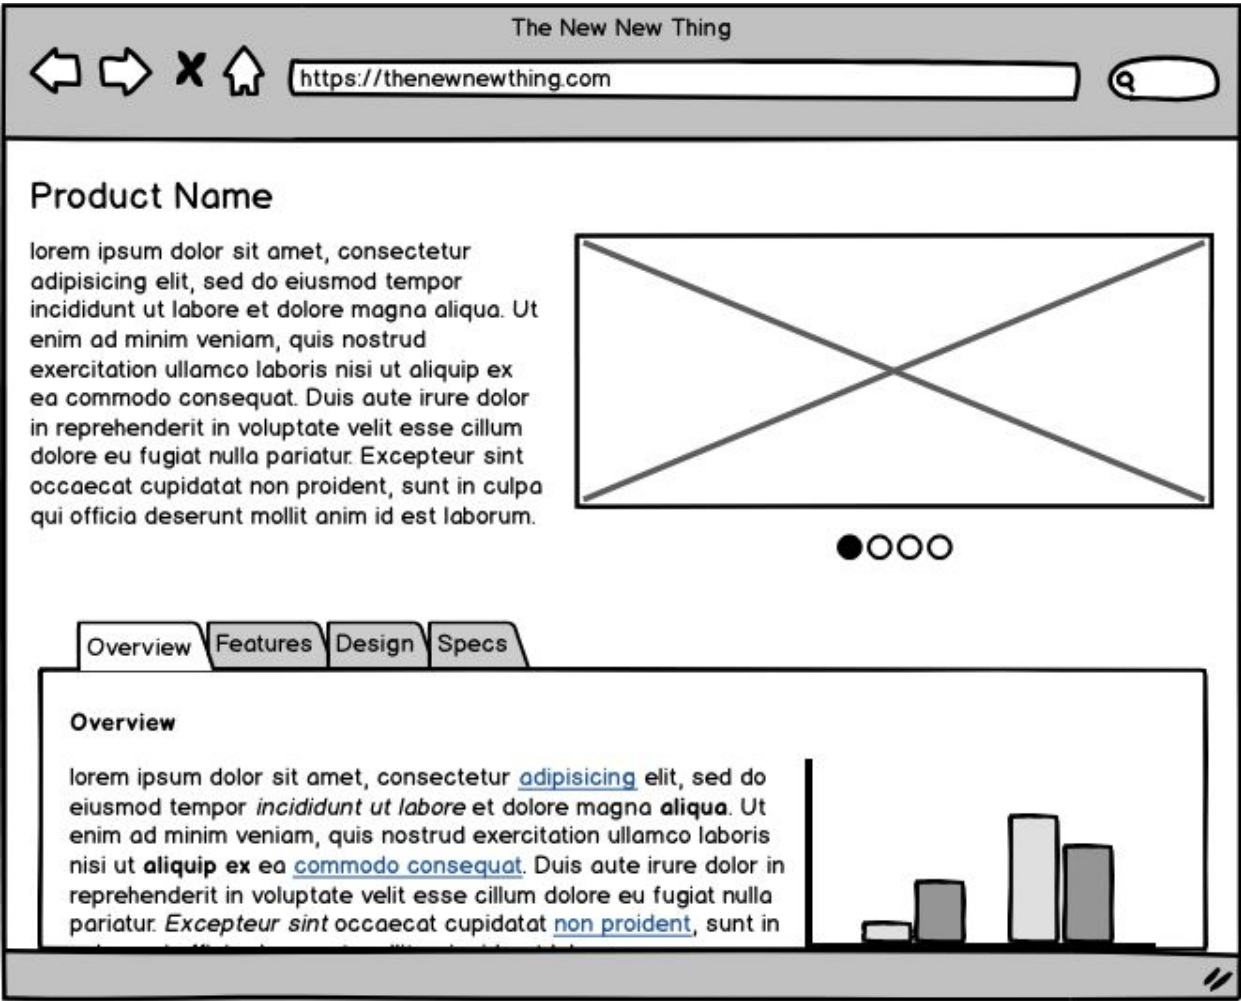 The New New Thing
https://thenewnewthing.com
Product Name
lorem ipsum dolor sit amet, consectetur
adipisicing elit, sed do eiusmod tempor
incididunt ut labore et dolore magna aliqua. Ut
enim ad minim veniam, quis nostrud
exercitation ullamco laboris nisi ut aliquip ex
ea commodo consequat. Duis aute irure dolor
in reprehenderit in voluptate velit esse cillum
dolore eu fugiat nulla pariatur. Excepteur sint
occaecat cupidatat non proident, sunt in culpa
qui officia deserunt mollit anim id est laborum.
Overview Features Design Specs
Overview
lorem ipsum dolor sit amet, consectetur adipisicing elit, sed do
eiusmod tempor incididunt ut labore et dolore magna aliqua. Ut
enim ad minim veniam, quis nostrud exercitation ullamco laboris
nisi ut aliquip ex ea commodo consequat. Duis aute irure dolor in
reprehenderit in voluptate velit esse cillum dolore eu fugiat nulla
pariatur. Excepteur sint occaecat cupidatat non proident, sunt in